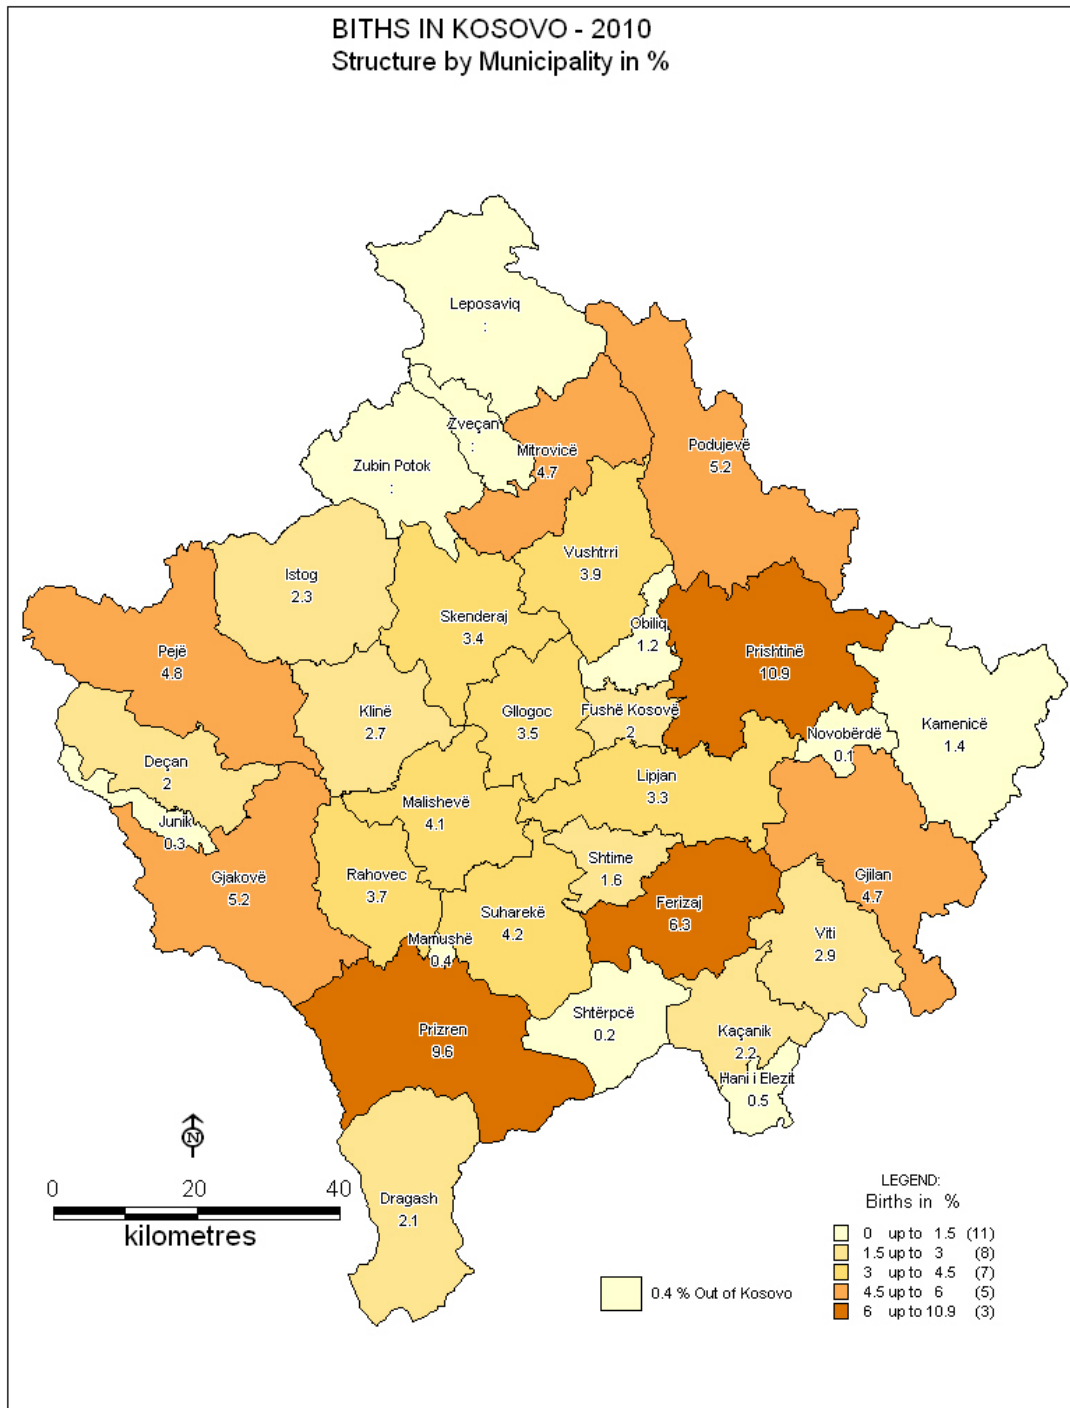 BITHS IN KOSOVO - 2010
Structure by Municipality in %
Leposaviq
:
Zveçan
:
Mitrovicë
4.7
Podujevë
5.2
Zubin Potok
:
Vushtrri
3.9
Istog
2.3
Skenderaj
3.4
Obiliq
1.2
Pejë
4.8
Prishtinë
10.9
Klinë
2.7
Gllogoc
3.5
Fushë Kosovë
2
Novobërdë
0.1
Kamenicë
1.4
Deçan
2
Lipjan
3.3
Malishevë
4.1
Junik
0.3
Shtime
1.6
Gjakovë
5.2
Rahovec
3.7
Gjilan
4.7
Ferizaj
6.3
Suharekë
4.2
Viti
2.9
Mamushë
0.4
Shtërpcë
0.2
Prizren
9.6
Kaçanik
2.2
Hani i Elezit
0.5
N
Dragash
2.1
0 20 40
kilometres
LEGEND:
Births in %
0 up to 1.5 (11)
1.5 up to 3 (8)
3 up to 4.5 (7)
4.5 up to 6 (5)
6 up to 10.9 (3)
0.4 % Out of Kosovo